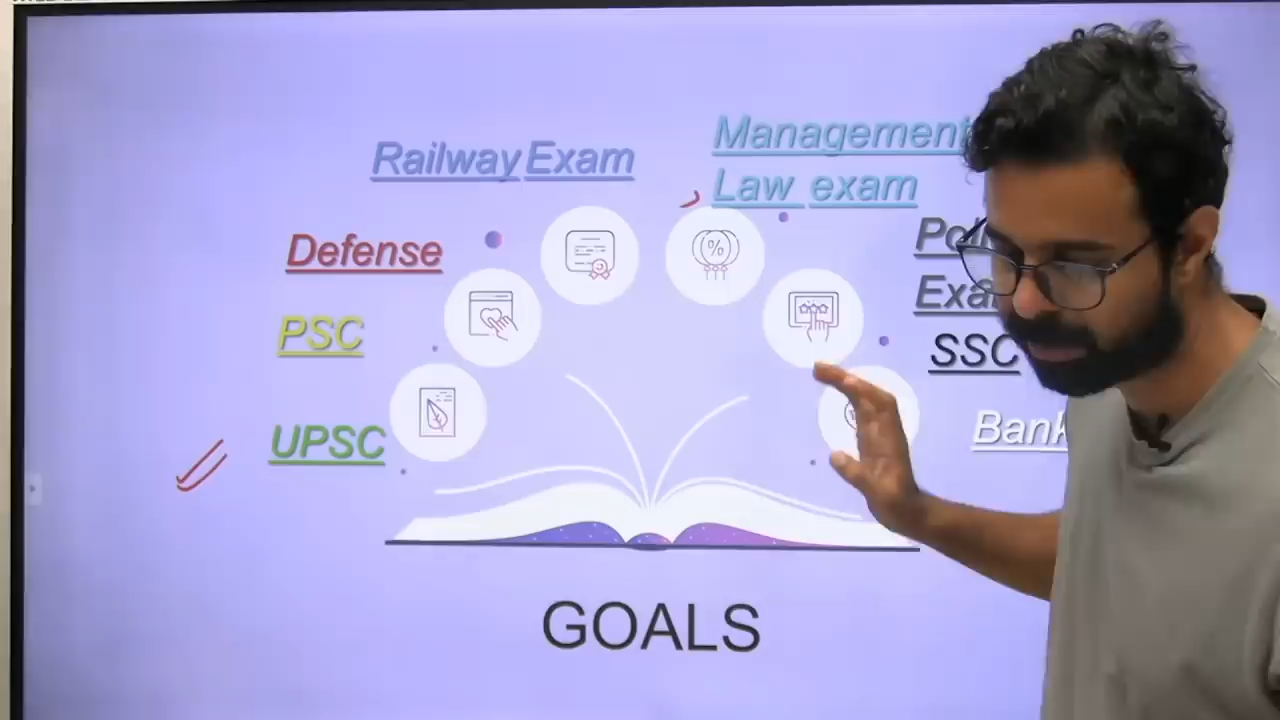 Railway Exam
Management
Law exam
Defense
PSC
SSC
UPSC
Bank
GOALS